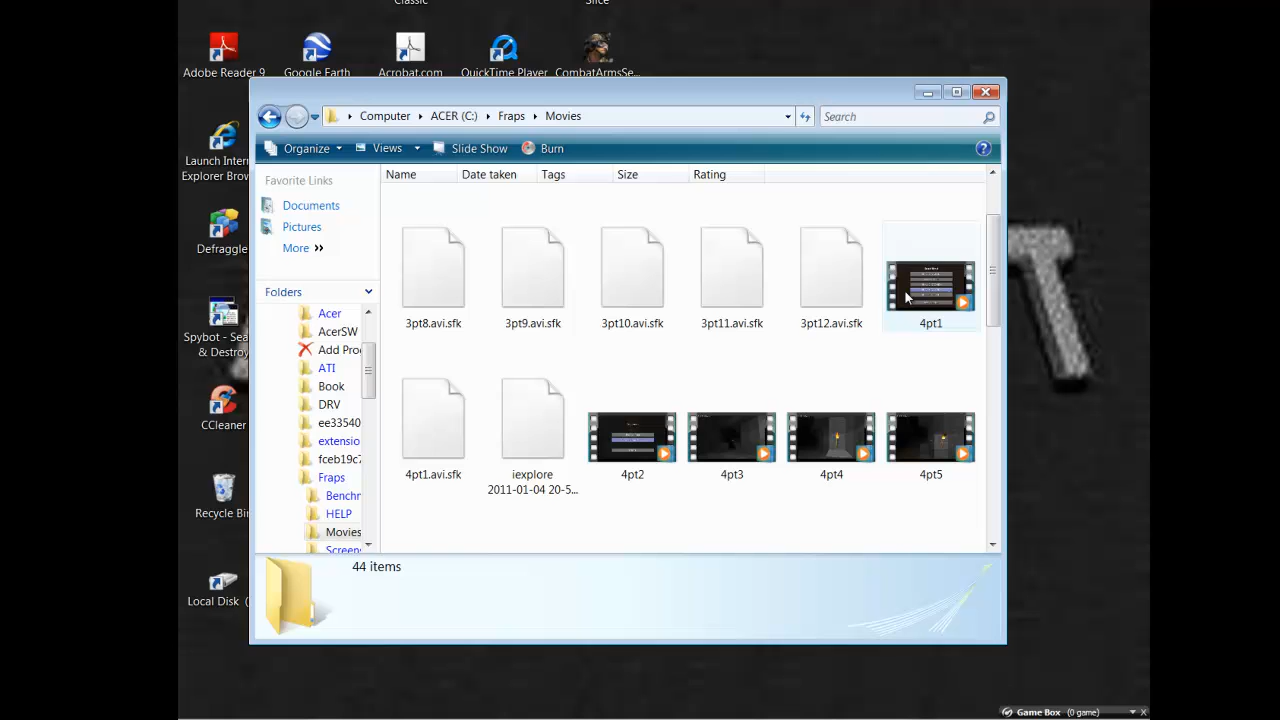 Classic
Slice
Adobe Reader 9
Google Earth
Acrobat.com
QuickTime Player
CombatArmsSe...
Launch Intern
Explorer Brow
Defraggle
Spybot - Sea
& Destroy
CCleaner
Recycle Bin
Local Disk (
Computer
ACER (C:)
Fraps
Movies
Search
Organize
Views
Slide Show
Burn
Favorite Links
Documents
Pictures
More
Folders
Acer
AcerSW
Add Pro
ATI
Book
DRV
ee33540
extensio
fceb19c7
Fraps
Benchn
HELP
Movies
Screens
Name
Date taken
Tags
Size
Rating
3pt8.avi.sfk
3pt9.avi.sfk
3pt10.avi.sfk
3pt11.avi.sfk
3pt12.avi.sfk
4pt1
4pt1.avi.sfk
iexplore
2011-01-04 20-5...
4pt2
4pt3
4pt4
4pt5
44 items
Game Box (0 game)